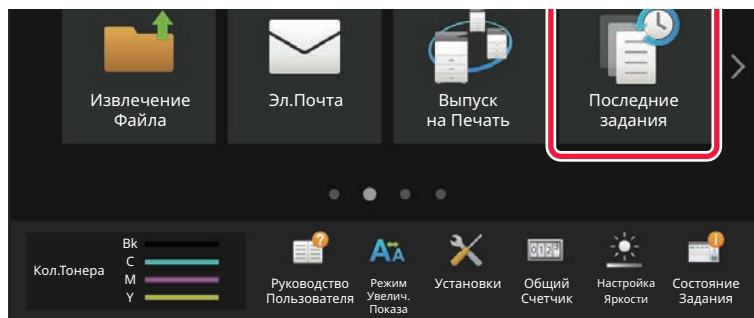 Извлечение
Файла
Эл.Почта
Выпуск
на Печать
Последние
задания
Кол.Тонера
Bk
C
M
Y
Руководство
Пользователя
Режим
Увелич.
Показа
Установки
Общий
Счетчик
Настройка
Яркости
Состояние
Задания